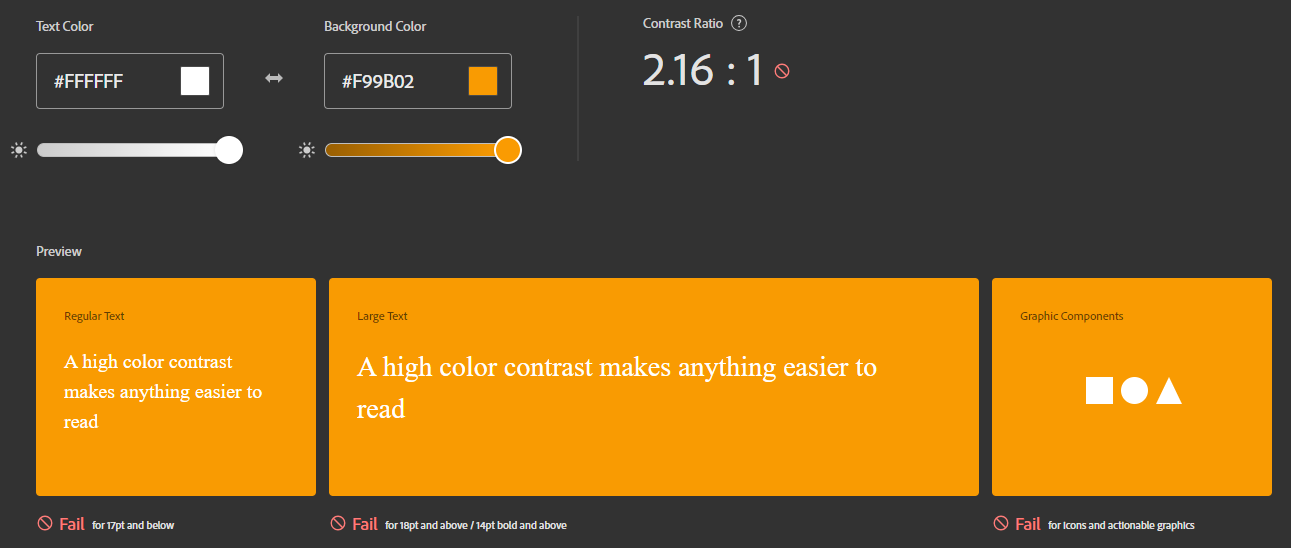 Text Color
Background Color
Contrast Ratio ?
#FFFFFF
#F99B02
2.16 : 1
Preview
Regular Text
A high color contrast
makes anything easier to
read
Large Text
A high color contrast makes anything easier to
read
Graphic Components
Fail for 17pt and below
Fail for 18pt and above / 14pt bold and above
Fail for icons and actionable graphics